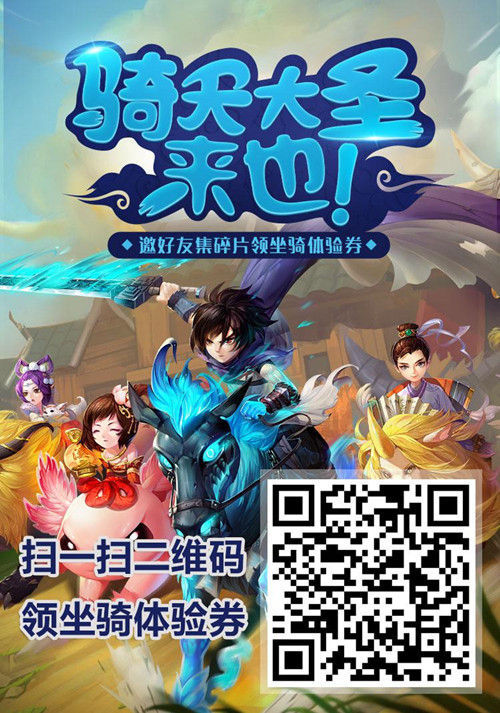 骑天大圣
来也！
邀好友集碎片领坐骑体验券
扫一扫二维码
领坐骑体验券